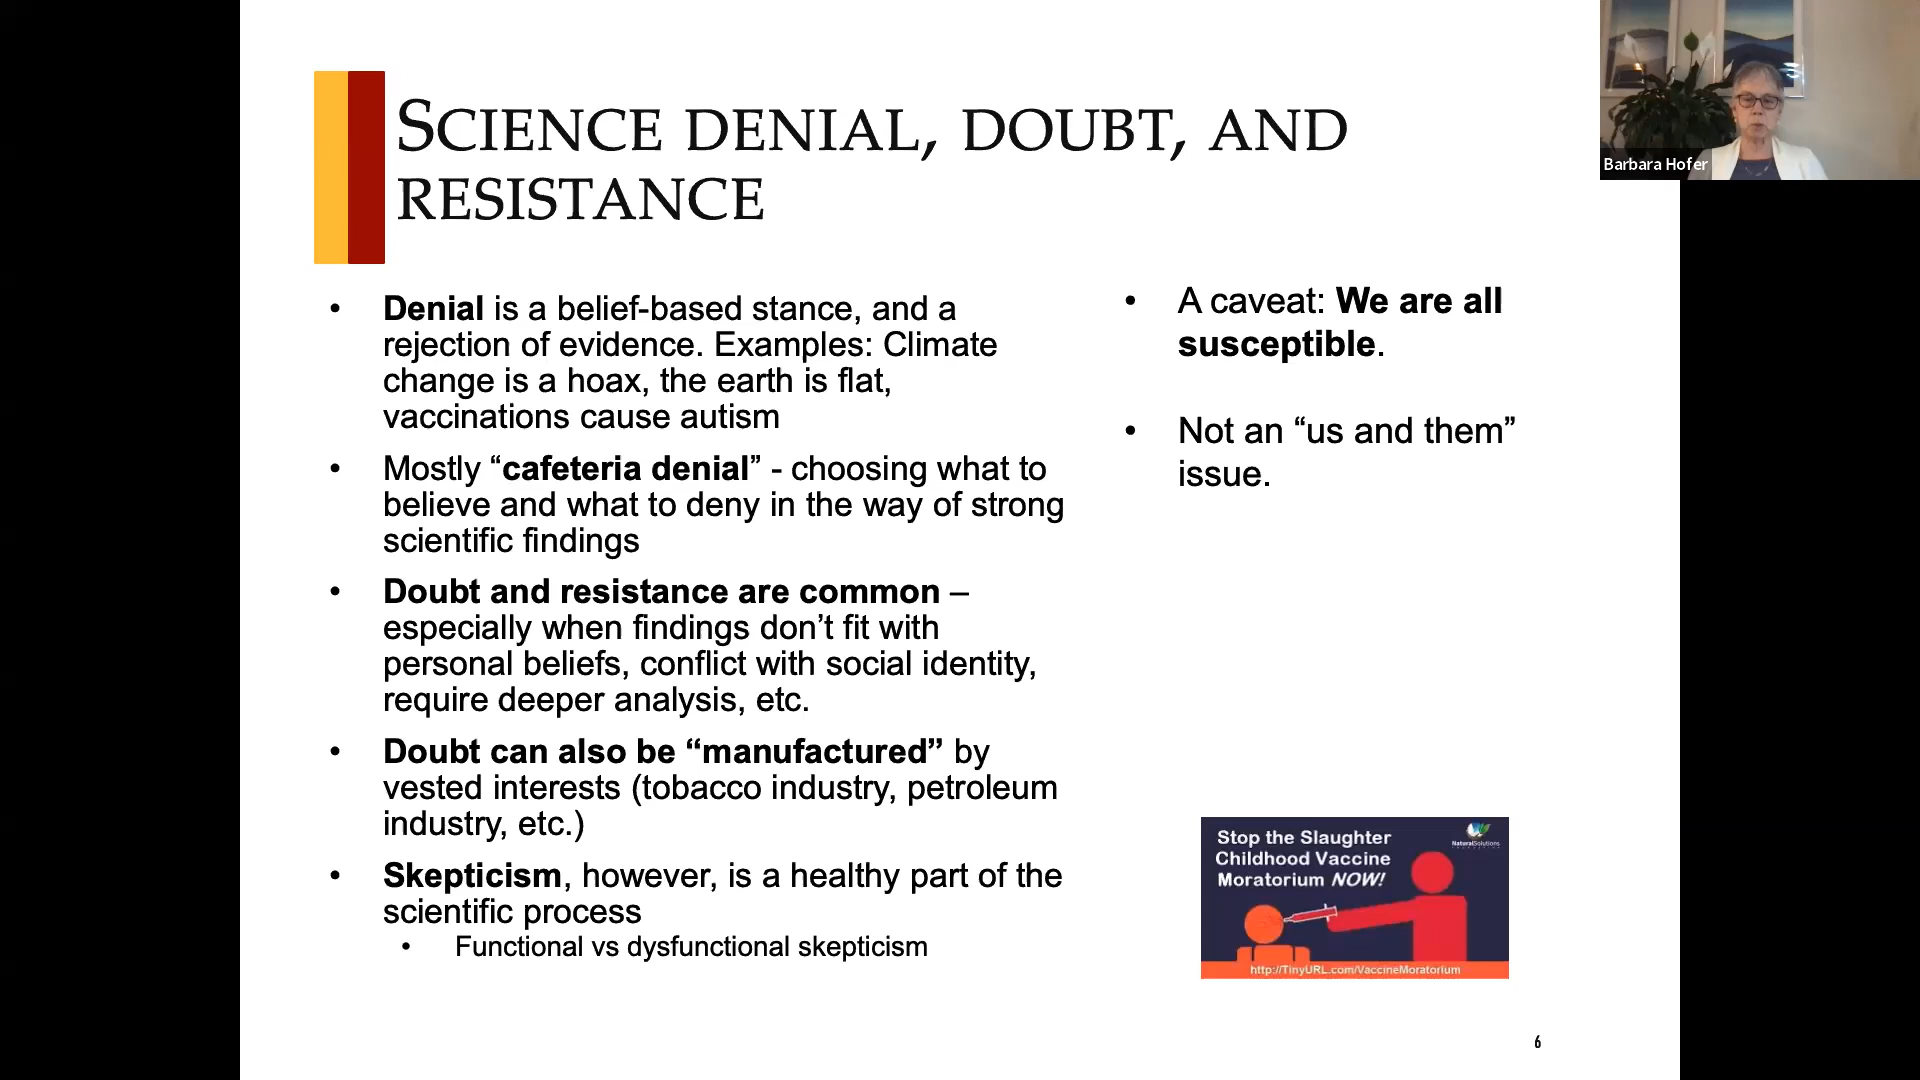 SCIENCE DENIAL, DOUBT, AND
RESISTANCE
• Denial is a belief-based stance, and a
rejection of evidence. Examples: Climate
change is a hoax, the earth is flat,
vaccinations cause autism
• Mostly “cafeteria denial” - choosing what to
believe and what to deny in the way of strong
scientific findings
• Doubt and resistance are common –
especially when findings don’t fit with
personal beliefs, conflict with social identity,
require deeper analysis, etc.
• Doubt can also be “manufactured” by
vested interests (tobacco industry, petroleum
industry, etc.)
• Skepticism, however, is a healthy part of the
scientific process
• Functional vs dysfunctional skepticism
• A caveat: We are all
susceptible.
• Not an “us and them”
issue.
Stop the Slaughter
Childhood Vaccine
Moratorium NOW!
NaturalSolutions
http://TinyURL.com/VaccineMoratorium
6
Barbara Hofer